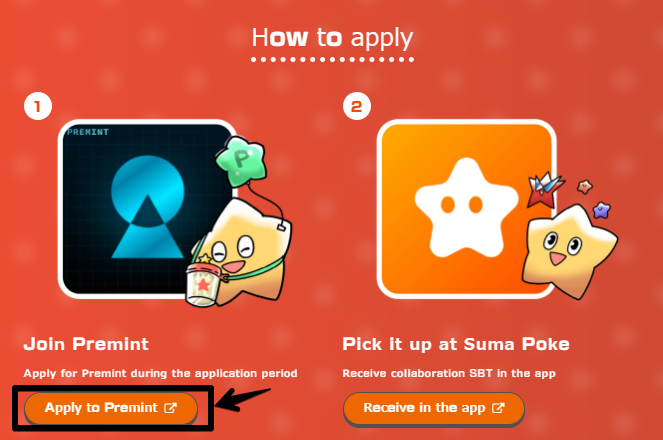 How to apply
1
2
PREMINT
P
Join Premint
Apply for Premint during the application period
Apply to Premint
Pick it up at Suma Poke
Receive collaboration SBT in the app
Receive in the app